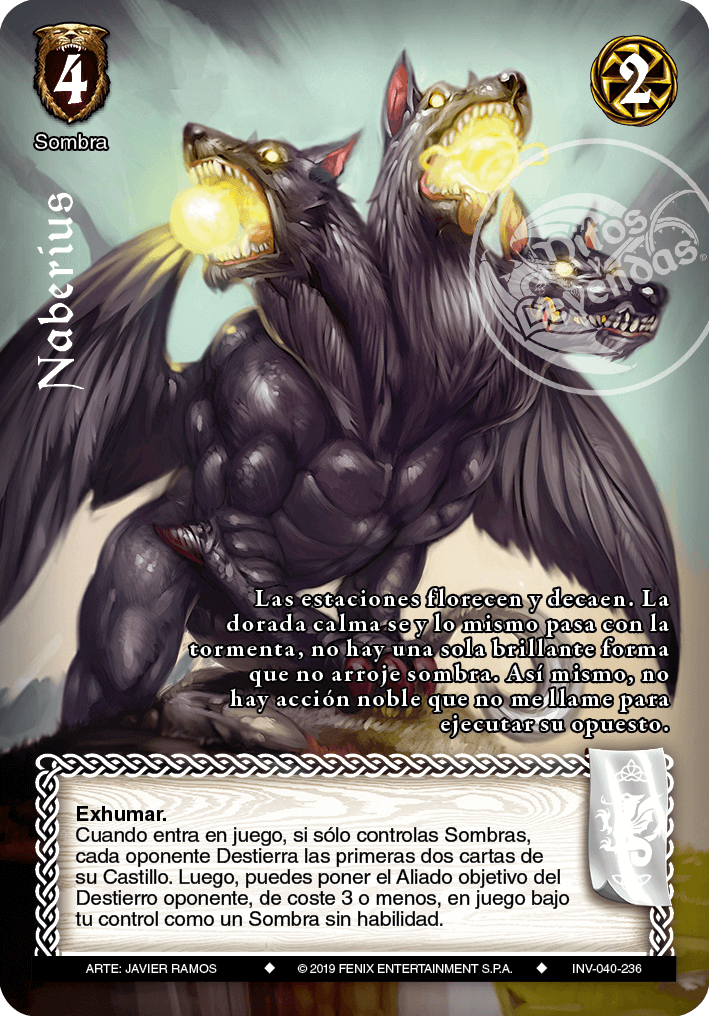 4
2
Sombra
Naberius
Mitos
y Leyendas
Las estaciones florecen y decaen. La
dorada calma se y lo mismo pasa con la
tormenta, no hay una sola brillante forma
que no arroje sombra. Así mismo, no
hay acción noble que no me llame para
ejecutar su opuesto.
Exhumar.
Cuando entra en juego, si sólo controlas Sombras,
cada oponente Destierra las primeras dos cartas de
su Castillo. Luego, puedes poner el Aliado objetivo del
Destierro oponente, de coste 3 o menos, en juego bajo
tu control como un Sombra sin habilidad.
ARTE: JAVIER RAMOS ◆ © 2019 FENIX ENTERTAINMENT S.P.A. ◆ INV-040-236